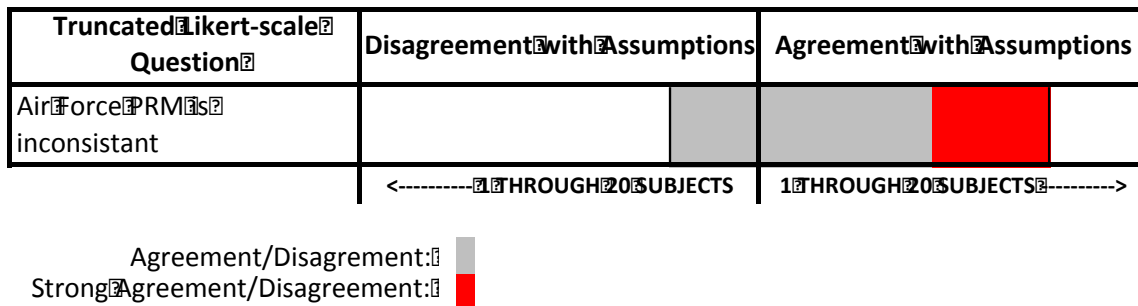 Truncated Likert-scale
Question
Disagreement with Assumptions
Agreement with Assumptions
Air Force PRM is
inconsistant
<---------- 1 THROUGH 20 SUBJECTS
1 THROUGH 20 SUBJECTS ---------->
Agreement/Disagrement:
Strong Agreement/Disagreement: